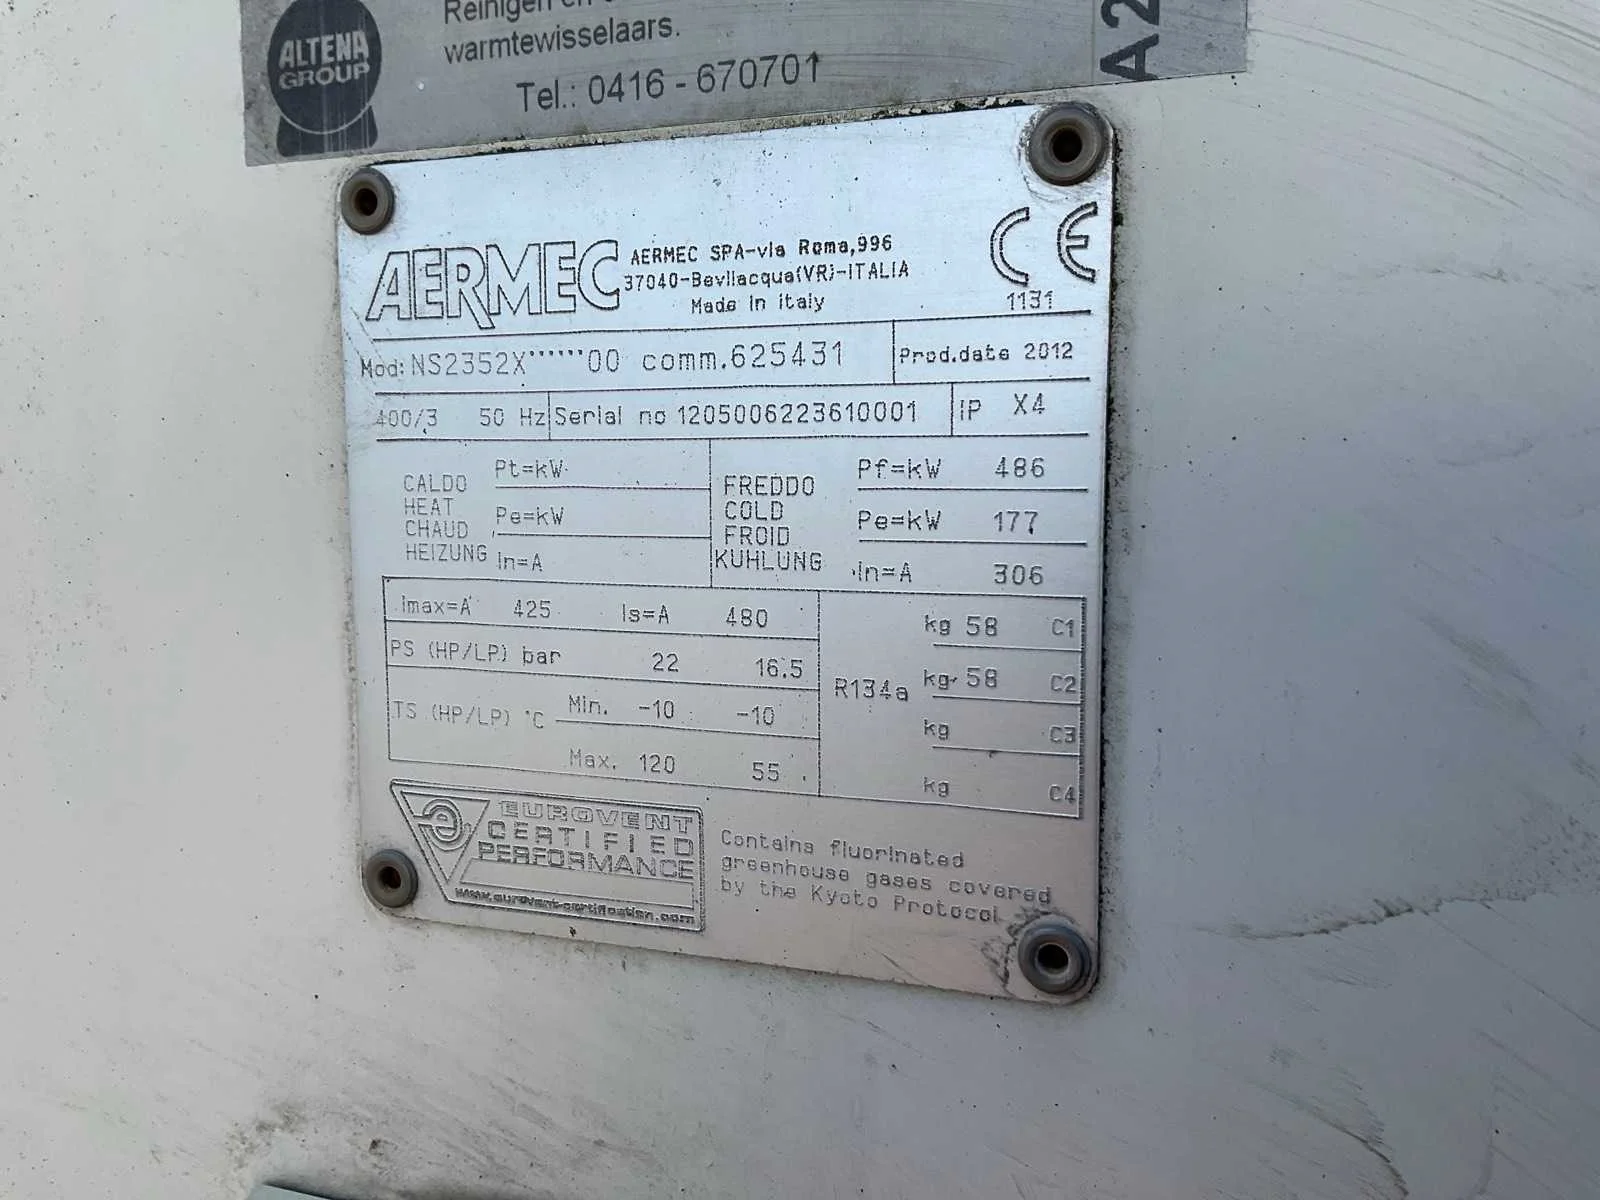 ALTENA
GROUP
Reinigen en
warmtewisselaars.
Tel.: 0416 - 670701
A2
AERMEC
AERMEC SPA-via Roma,996
37040-Bevilacqua(VR)-ITALIA
Made in italy
CE
1131
Mod: NS2352X······00 comm.625431
Prod.date 2012
400/3 50 Hz
Serial no 1205006223610001
IP X4
CALDO
HEAT
CHAUD
HEIZUNG
Pt=kW
Pe=kW
In=A
FREDDO
COLD
FROID
KUHLUNG
Pf=kW 486
Pe=kW 177
In=A 306
Imax=A 425 Is=A 480
PS (HP/LP) bar 22 16.5
TS (HP/LP) °C
Min. -10 -10
Max. 120 55
R134a
kg 58 C1
kg 58 C2
kg C3
kg C4
EUROVENT
CERTIFIED
PERFORMANCE
www.eurovent-certification.com
Contains fluorinated
greenhouse gases covered
by the Kyoto Protocol